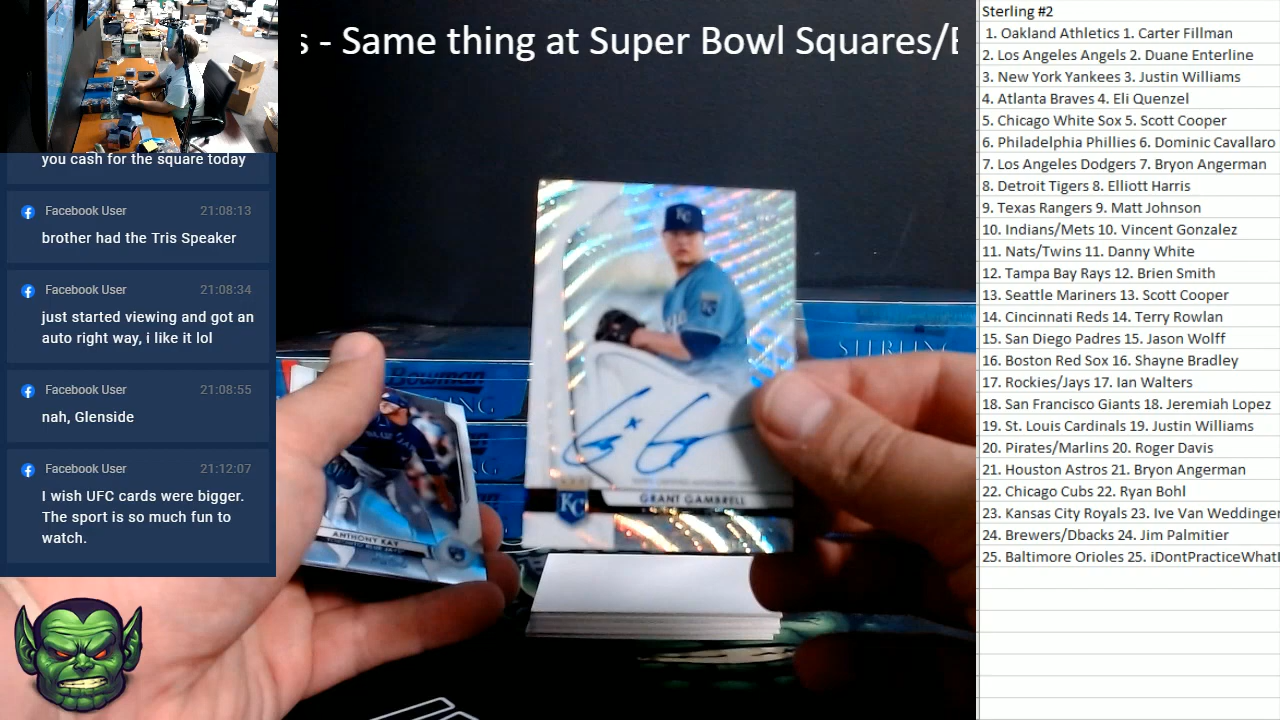 s - Same thing at Super Bowl Squares/B
you cash for the square today
Facebook User 21:08:13
brother had the Tris Speaker
Facebook User 21:08:34
just started viewing and got an
auto right way, i like it lol
Facebook User 21:08:55
nah, Glenside
Facebook User 21:12:07
I wish UFC cards were bigger.
The sport is so much fun to
watch.
KC
GRANT GAMBRELL
KC
Bowman
STERLING
ANTHONY KAY
Sterling #2
1. Oakland Athletics 1. Carter Fillman
2. Los Angeles Angels 2. Duane Enterline
3. New York Yankees 3. Justin Williams
4. Atlanta Braves 4. Eli Quenzel
5. Chicago White Sox 5. Scott Cooper
6. Philadelphia Phillies 6. Dominic Cavallaro
7. Los Angeles Dodgers 7. Bryon Angerman
8. Detroit Tigers 8. Elliott Harris
9. Texas Rangers 9. Matt Johnson
10. Indians/Mets 10. Vincent Gonzalez
11. Nats/Twins 11. Danny White
12. Tampa Bay Rays 12. Brien Smith
13. Seattle Mariners 13. Scott Cooper
14. Cincinnati Reds 14. Terry Rowlan
15. San Diego Padres 15. Jason Wolff
16. Boston Red Sox 16. Shayne Bradley
17. Rockies/Jays 17. Ian Walters
18. San Francisco Giants 18. Jeremiah Lopez
19. St. Louis Cardinals 19. Justin Williams
20. Pirates/Marlins 20. Roger Davis
21. Houston Astros 21. Bryon Angerman
22. Chicago Cubs 22. Ryan Bohl
23. Kansas City Royals 23. Ive Van Weddinger
24. Brewers/Dbacks 24. Jim Palmitier
25. Baltimore Orioles 25. iDontPracticeWhatI